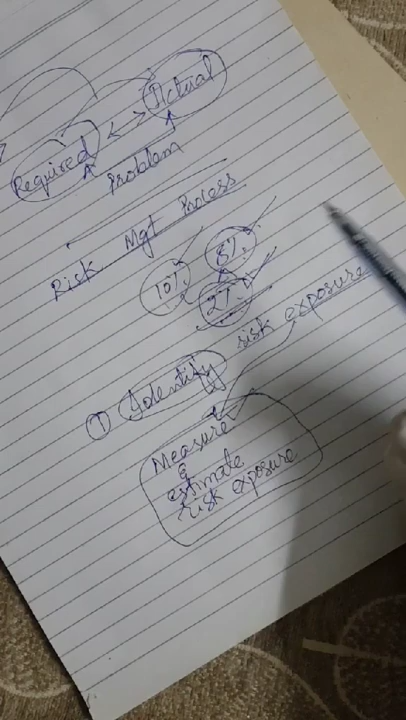 Required < > Actual
Problem
Risk Mgt Process
10%. 8%.
2%.
① Identify risk exposure
Measure
&
estimate
risk exposure